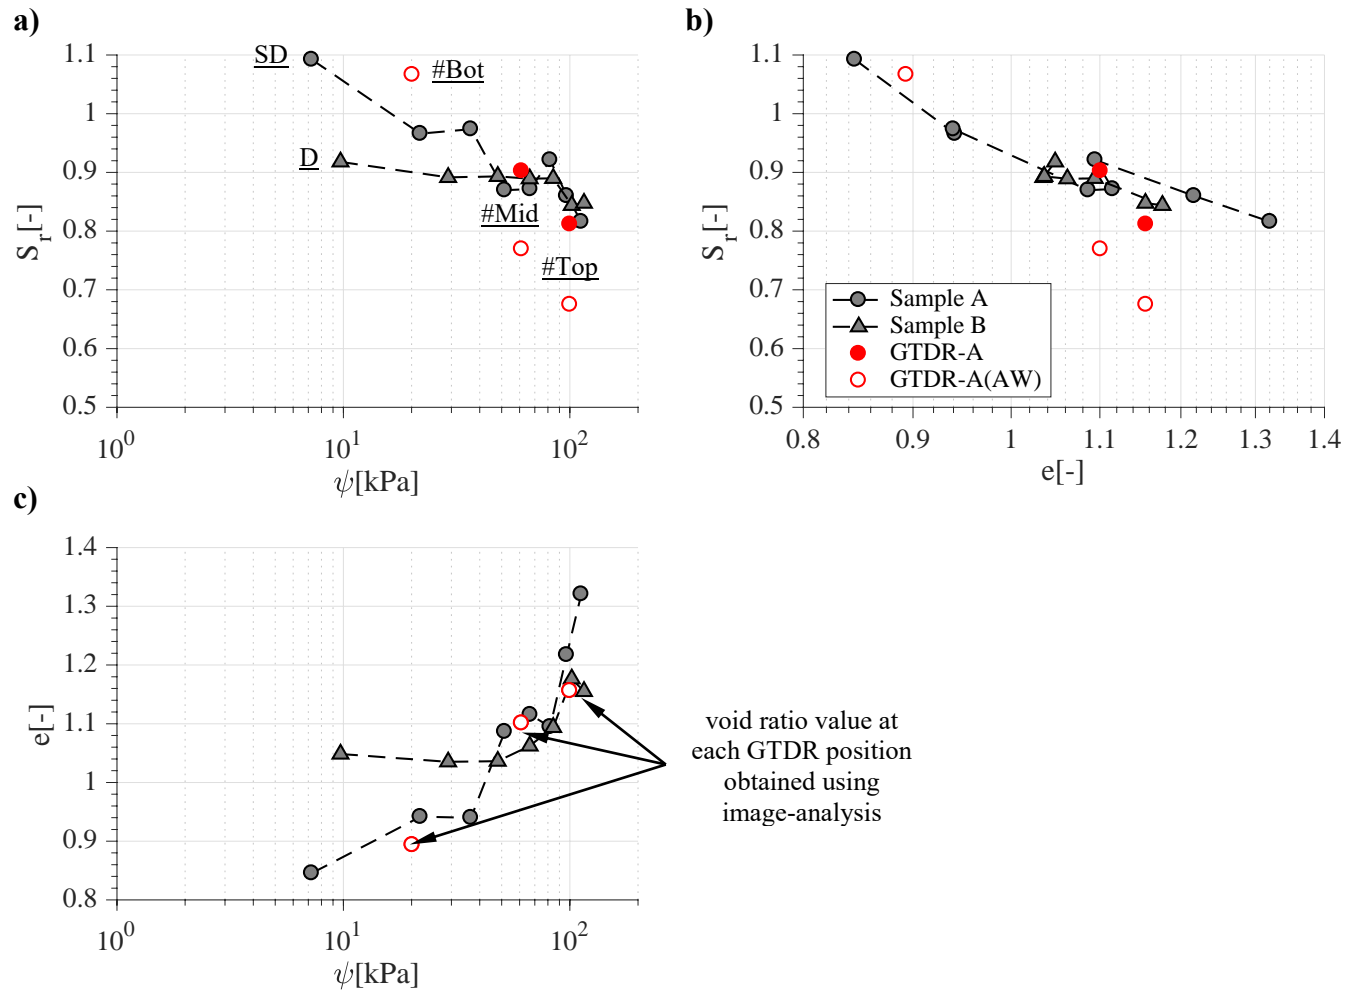 a)
1.1
1
0.9
0.8
0.7
0.6
0.5
S_r[-]
SD
#Bot
D
#Mid
#Top
10^0
10^1
10^2
ψ[kPa]
b)
1.1
1
0.9
0.8
0.7
0.6
0.5
S_r[-]
Sample A
Sample B
GTDR-A
GTDR-A(AW)
0.8
0.9
1
1.1
1.2
1.3
1.4
e[-]
c)
1.4
1.3
1.2
1.1
1
0.9
0.8
e[-]
10^0
10^1
10^2
ψ[kPa]
void ratio value at
each GTDR position
obtained using
image-analysis